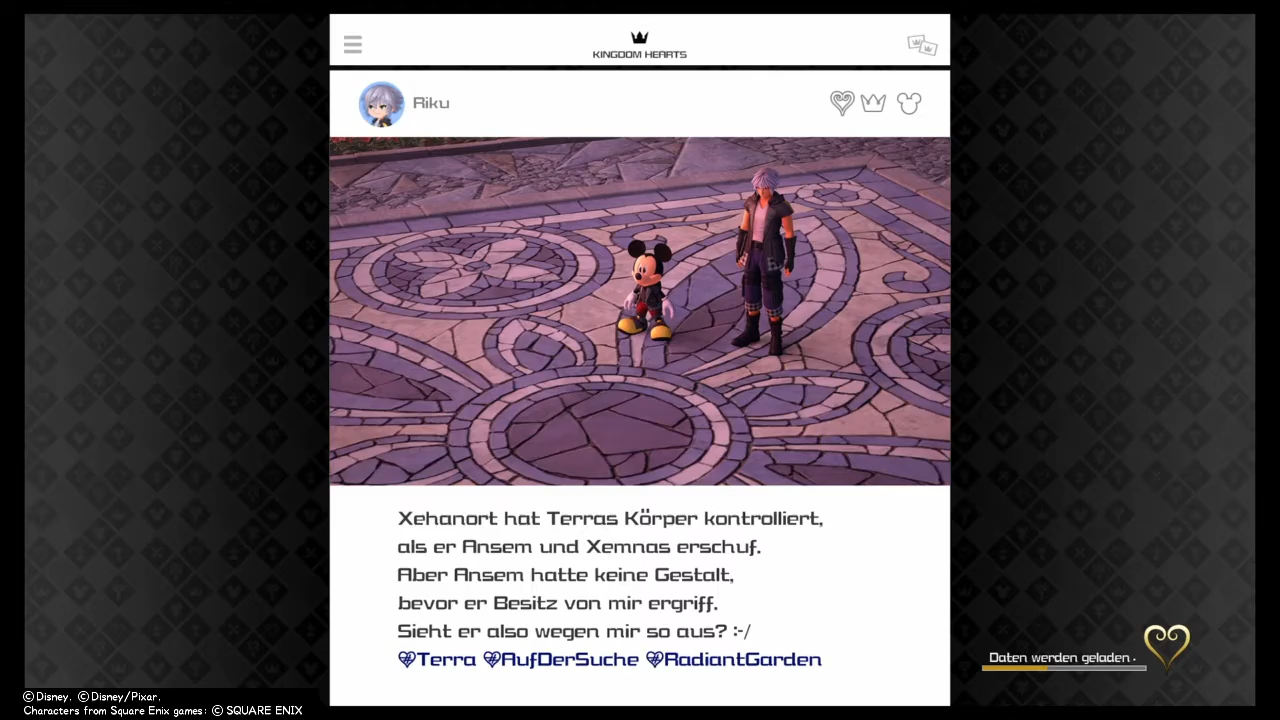 KINGDOM HEARTS
Riku
Xehanort hat Terras Körper kontrolliert,
als er Ansem und Xemnas erschuf.
Aber Ansem hatte keine Gestalt,
bevor er Besitz von mir ergriff.
Sieht er also wegen mir so aus? :-/
Terra AufDerSuche RadiantGarden
Daten werden geladen .
© Disney. © Disney/Pixar.
Characters from Square Enix games: © SQUARE ENIX